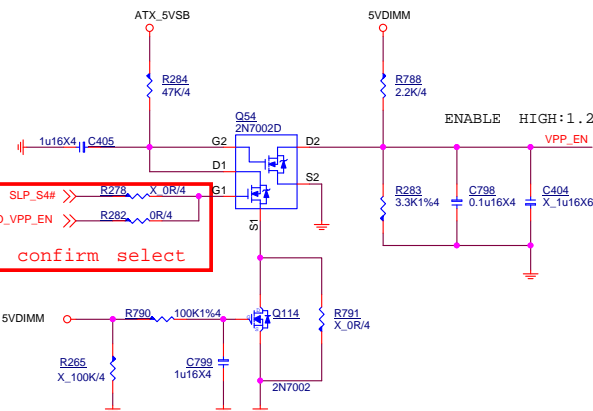 ATX_5VSB
5VDIMM
R284
47K/4
R788
2.2K/4
Q54
2N7002D
ENABLE HIGH:1.2
1u16X4
C405
G2
D2
VPP_EN
D1
S2
SLP_S4#
R278
X_0R/4
G1
R283
3.3K1%4
C798
0.1u16X4
C404
X_1u16X6
D_VPP_EN
R282
0R/4
S1
confirm select
5VDIMM
R790
100K1%4
Q114
R791
X_0R/4
R265
X_100K/4
C799
1u16X4
2N7002